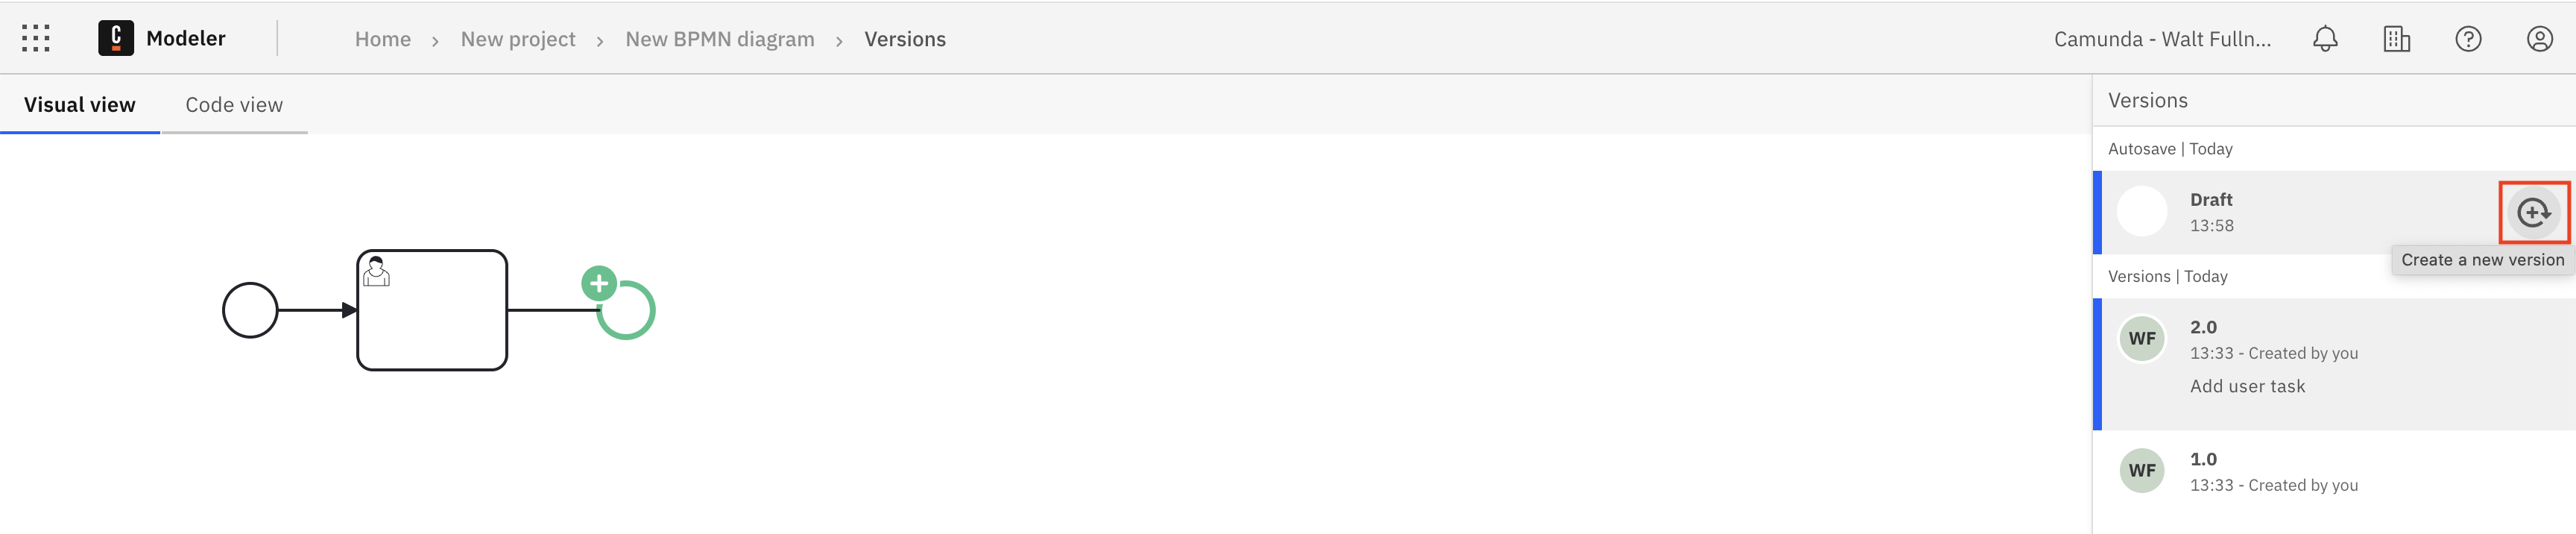 C Modeler Home › New project › New BPMN diagram › Versions Camunda - Walt Fulln...
Visual view Code view
Versions
Autosave | Today
Draft
13:58
Create a new version
Versions | Today
WF 2.0
13:33 - Created by you
Add user task
WF 1.0
13:33 - Created by you